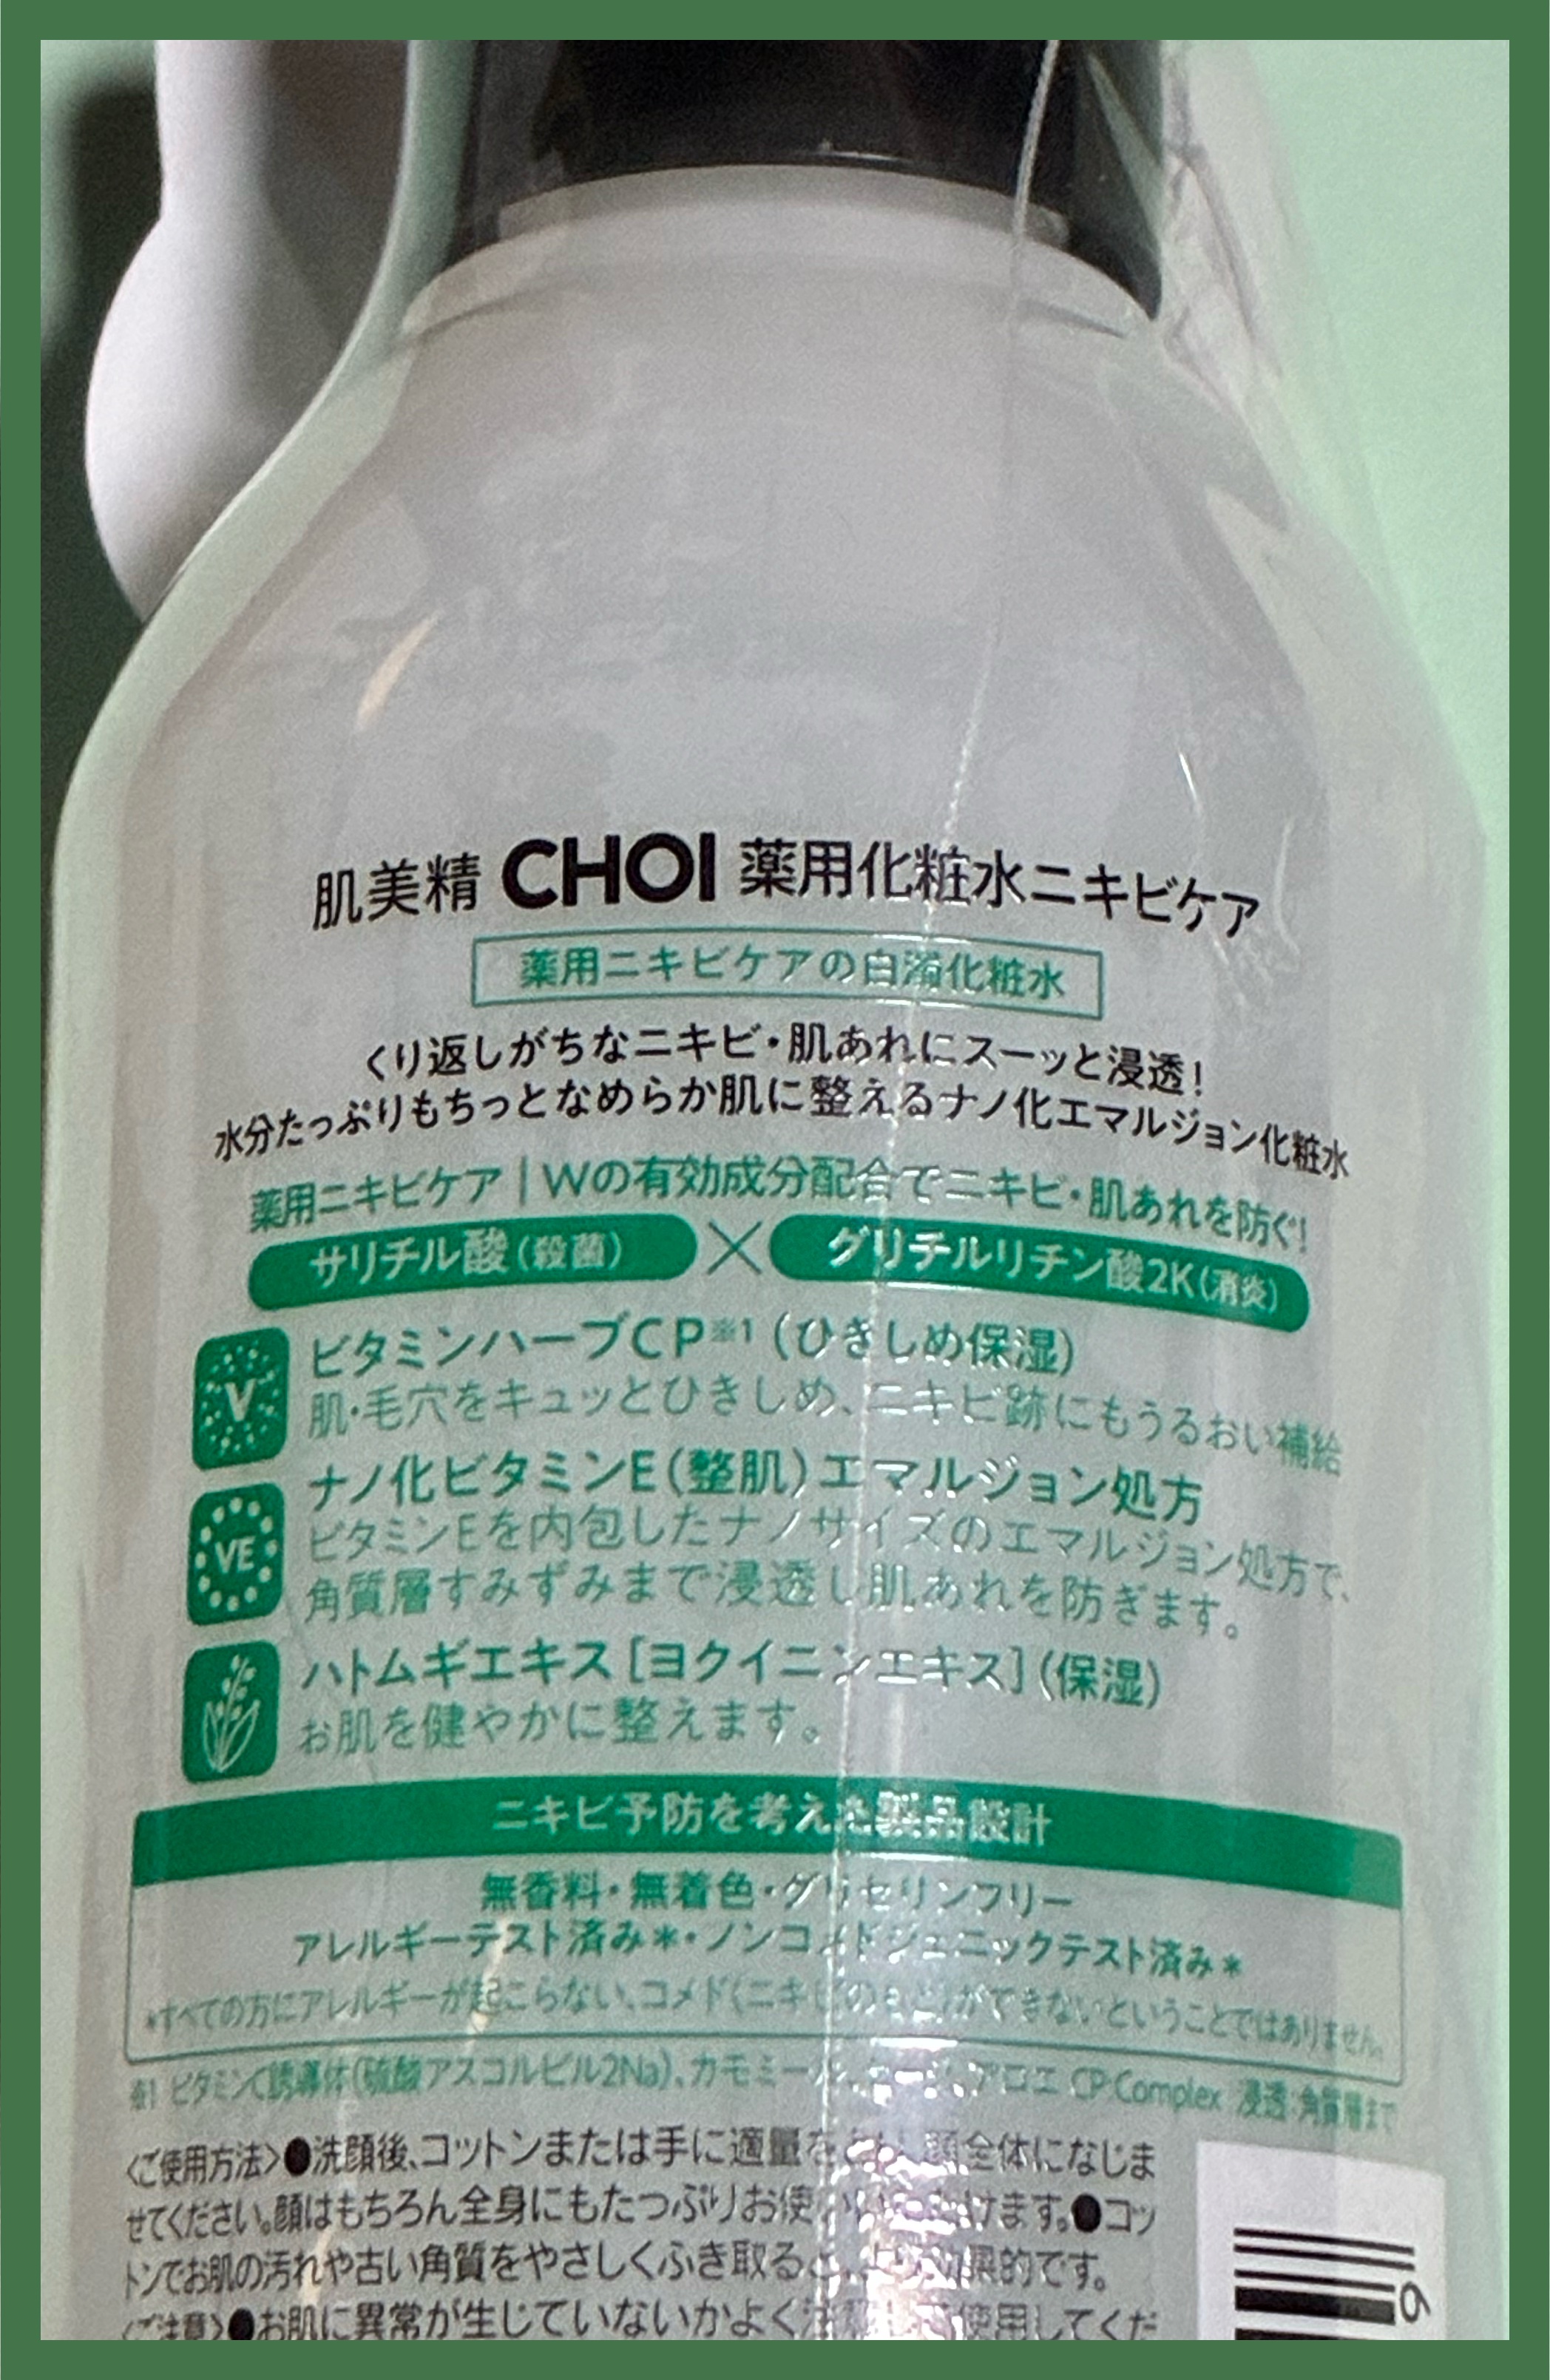 肌美精 CHOI 薬用化粧水ニキビケア
薬用ニキビケアの白濁化粧水
くり返しがちなニキビ・肌あれにスーッと浸透!
水分たっぷりもちっとなめらか肌に整えるナノ化エマルジョン化粧水
薬用ニキビケア|Wの有効成分配合でニキビ・肌あれを防ぐ!
サリチル酸(殺菌) × グリチルリチン酸2K(消炎)
V ビタミンハーブCP※1(ひきしめ保湿)
肌・毛穴をキュッとひきしめ、ニキビ跡にもうるおい補給
ナノ化ビタミンE(整肌)エマルジョン処方
VE ビタミンEを内包したナノサイズのエマルジョン処方で、
角質層すみずみまで浸透し肌あれを防ぎます。
ハトムギエキス[ヨクイニンエキス](保湿)
お肌を健やかに整えます。
ニキビ予防を考えた製品設計
無香料・無着色・グリセリンフリー
アレルギーテスト済み*・ノンコメドジェニックテスト済み*
*すべての方にアレルギーが起こらない、コメド(ニキビのもと)ができないということではありません。
※1 ビタミンC誘導体(硫酸アスコルビル2Na)、カモミー アロエ CP:Complex 浸透:角質層まで
〈ご使用方法〉●洗顔後、コットンまたは手に適量を 顔全体になじま
せてください。顔はもちろん全身にもたっぷりお使 けます。●コッ
トンでお肌の汚れや古い角質をやさしくふき取ると、より効果的です。
〈ご注意〉●お肌に異常が生じていないかよく 使用してくだ
6